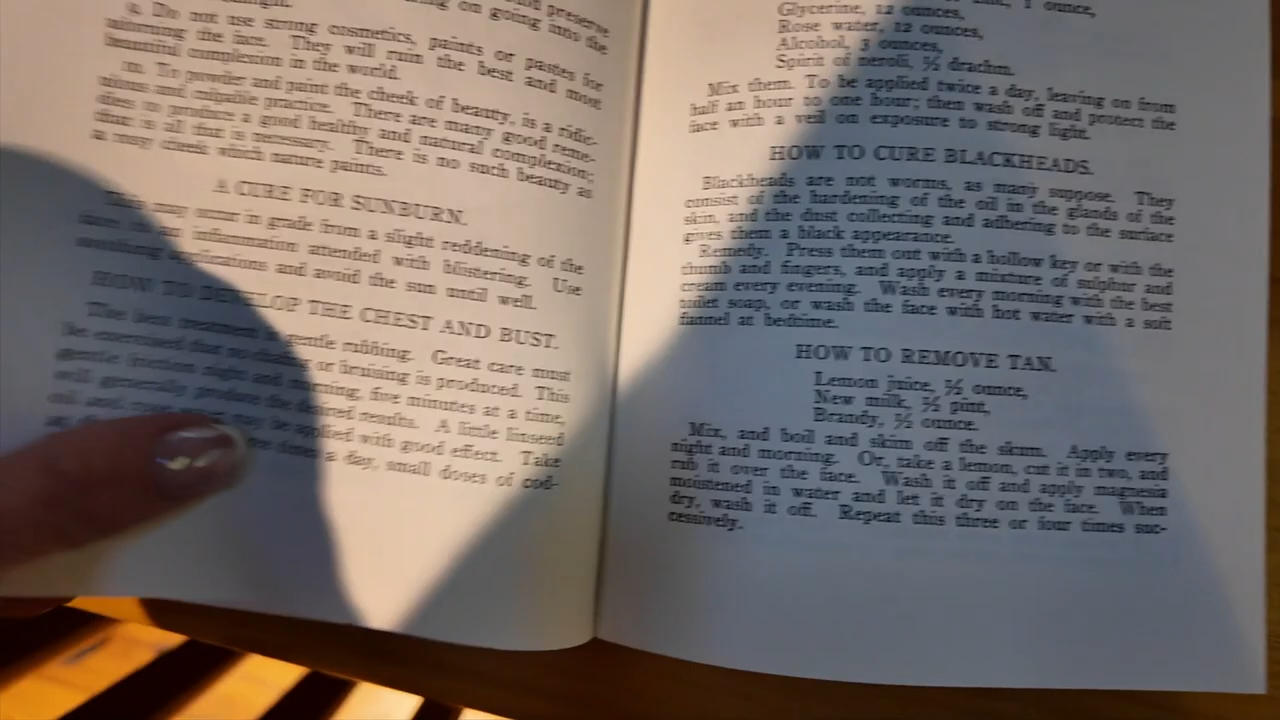 preserve
on going into the
Do not use strong cosmetics, paints or pastes for
the face. They will ruin the best and most
beautiful complexion in the world.
m. To powder and paint the cheek of beauty, is a ridic-
and culpable practice. There are many good reme-
dies to produce a good healthy and natural complexion;
that is all that is necessary. There is no such beauty as
a rosy cheek which nature paints.
A CURE FOR SUNBURN.
This may occur in grade from a slight reddening of the
inflammation attended with blistering. Use
soothing applications and avoid the sun until well.
HOW TO DEVELOP THE CHEST AND BUST.
The best treatment gentle rubbing. Great care must
be exercised that no or bruising is produced. This
gentle friction night and morning, five minutes at a time,
will generally produce the desired results. A little linseed
oil applied with good effect. Take
times a day, small doses of cod-
1 ounce,
Glycerine, 12 ounces,
Rose water, 12 ounces,
Alcohol, 3 ounces,
Spirit of neroli, ½ drachm.
Mix them. To be applied twice a day, leaving on from
half an hour to one hour; then wash off and protect the
face with a veil on exposure to strong light.
HOW TO CURE BLACKHEADS.
Blackheads are not worms, as many suppose. They
consist of the hardening of the oil in the glands of the
skin, and the dust collecting and adhering to the surface
gives them a black appearance.
Remedy. Press them out with a hollow key or with the
thumb and fingers, and apply a mixture of sulphur and
cream every evening. Wash every morning with the best
toilet soap, or wash the face with hot water with a soft
flannel at bedtime.
HOW TO REMOVE TAN.
Lemon juice, ½ ounce,
New milk, ½ pint,
Brandy, ½ ounce.
Mix, and boil and skim off the skum. Apply every
night and morning. Or, take a lemon, cut it in two, and
rub it over the face. Wash it off and apply magnesia
moistened in water and let it dry on the face. When
dry, wash it off. Repeat this three or four times suc-
cessively.